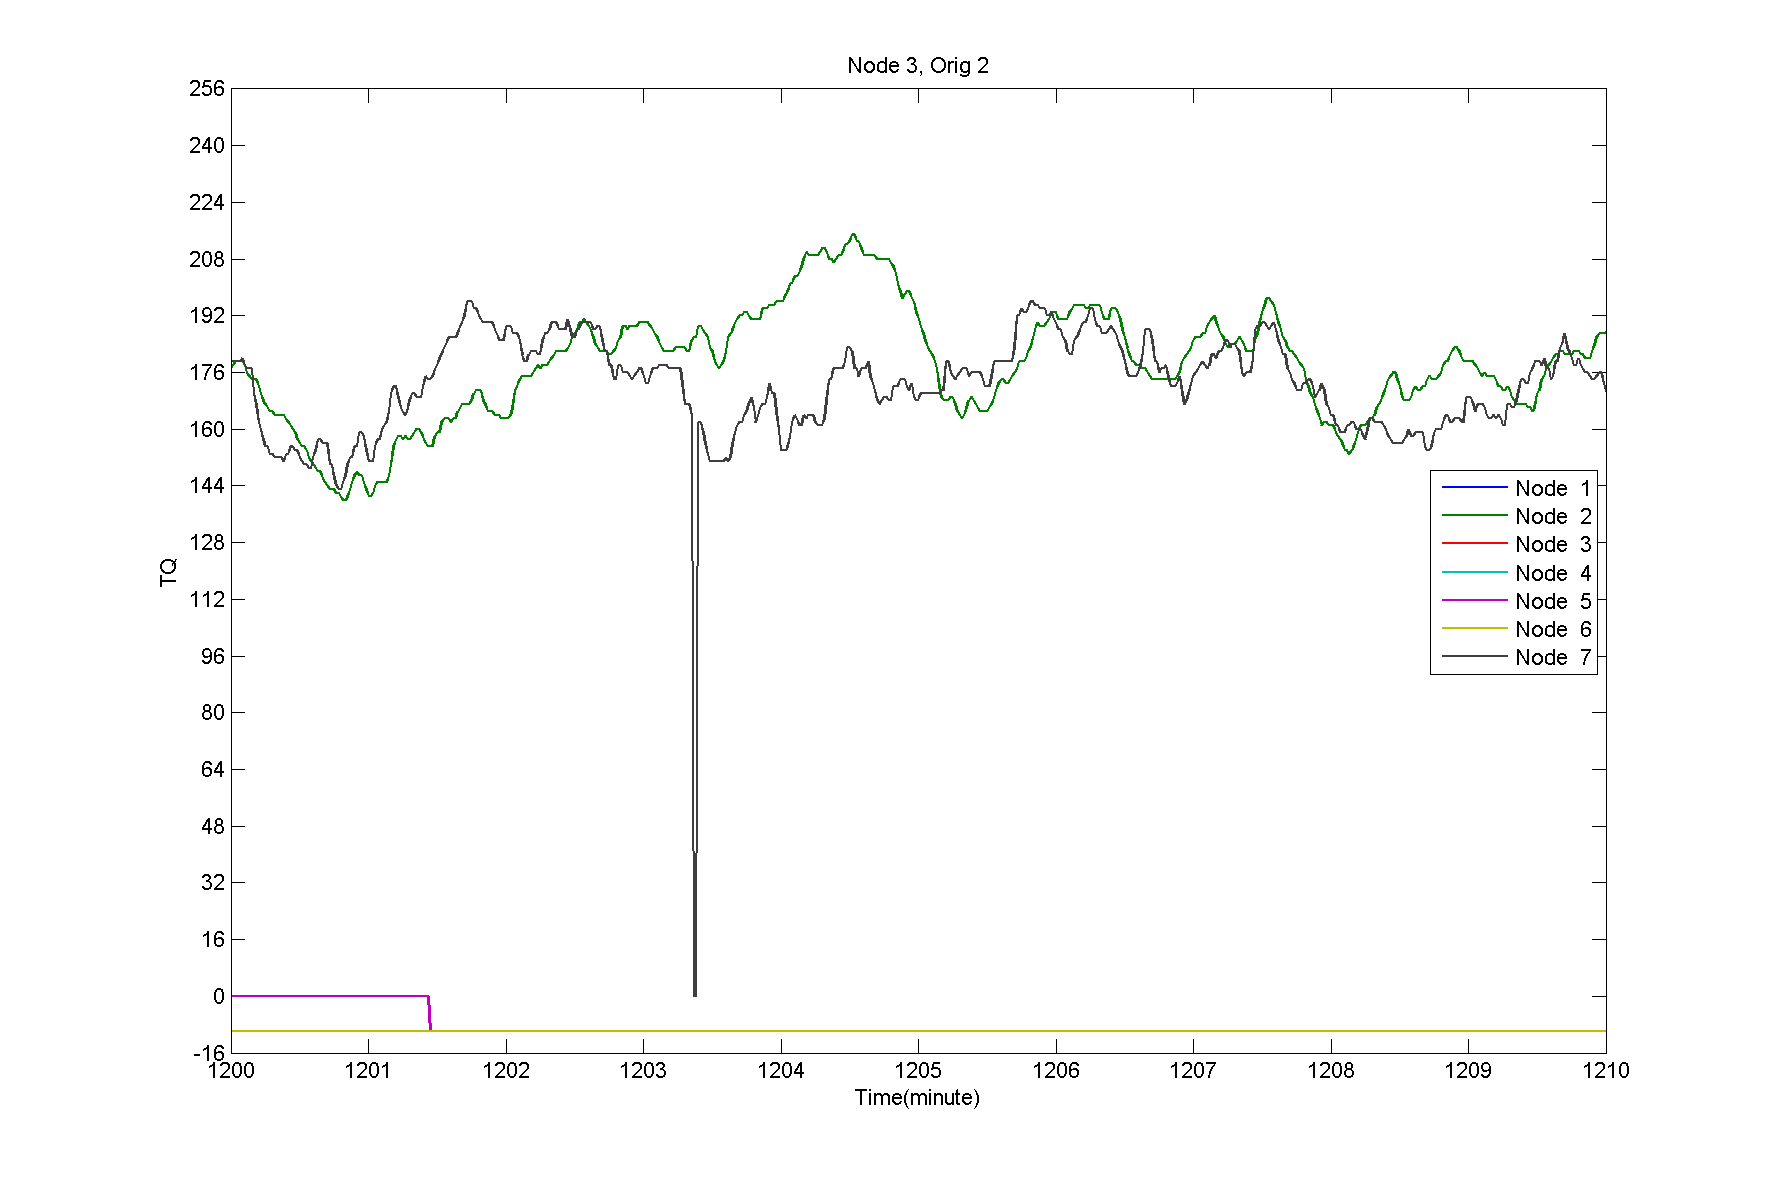 Node 3, Orig 2
256
240
224
208
192
176
160
144
128
112
96
80
64
48
32
16
0
-16
TQ
Node 1
Node 2
Node 3
Node 4
Node 5
Node 6
Node 7
1200 1201 1202 1203 1204 1205 1206 1207 1208 1209 1210
Time(minute)